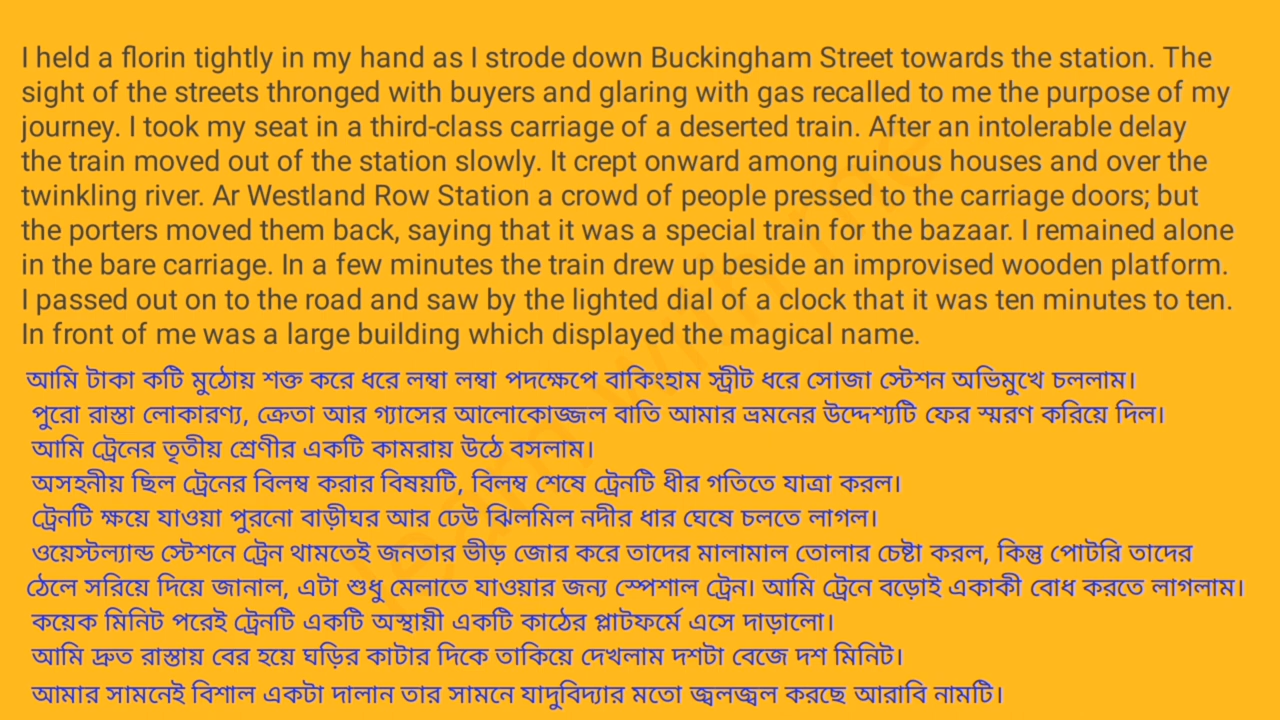 I held a florin tightly in my hand as I strode down Buckingham Street towards the station. The
sight of the streets thronged with buyers and glaring with gas recalled to me the purpose of my
journey. I took my seat in a third-class carriage of a deserted train. After an intolerable delay
the train moved out of the station slowly. It crept onward among ruinous houses and over the
twinkling river. Ar Westland Row Station a crowd of people pressed to the carriage doors; but
the porters moved them back, saying that it was a special train for the bazaar. I remained alone
in the bare carriage. In a few minutes the train drew up beside an improvised wooden platform.
I passed out on to the road and saw by the lighted dial of a clock that it was ten minutes to ten.
In front of me was a large building which displayed the magical name.
আমি টাকা কটি মুঠোয় শক্ত করে ধরে লম্বা লম্বা পদক্ষেপে বাকিংহাম স্ট্রীট ধরে সোজা স্টেশন অভিমুখে চললাম।
পুরো রাস্তা লোকারণ্য, ক্রেতা আর গ্যাসের আলোকোজ্জল বাতি আমার ভ্রমনের উদ্দেশ্যটি ফের স্মরণ করিয়ে দিল।
আমি ট্রেনের তৃতীয় শ্রেণীর একটি কামরায় উঠে বসলাম।
অসহনীয় ছিল ট্রেনের বিলম্ব করার বিষয়টি, বিলম্ব শেষে ট্রেনটি ধীর গতিতে যাত্রা করল।
ট্রেনটি ক্ষয়ে যাওয়া পুরনো বাড়ীঘর আর ঢেউ ঝিলমিল নদীর ধার ঘেষে চলতে লাগল।
ওয়েস্টল্যান্ড স্টেশনে ট্রেন থামতেই জনতার ভীড় জোর করে তাদের মালামাল তোলার চেষ্টা করল, কিন্তু পোটরি তাদের
ঠেলে সরিয়ে দিয়ে জানাল, এটা শুধু মেলাতে যাওয়ার জন্য স্পেশাল ট্রেন। আমি ট্রেনে বড়োই একাকী বোধ করতে লাগলাম।
কয়েক মিনিট পরেই ট্রেনটি একটি অস্থায়ী একটি কাঠের প্লাটফর্মে এসে দাড়ালো।
আমি দ্রুত রাস্তায় বের হয়ে ঘড়ির কাটার দিকে তাকিয়ে দেখলাম দশটা বেজে দশ মিনিট।
আমার সামনেই বিশাল একটা দালান তার সামনে যাদুবিদ্যার মতো জ্বলজ্বল করছে আরাবি নামটি।